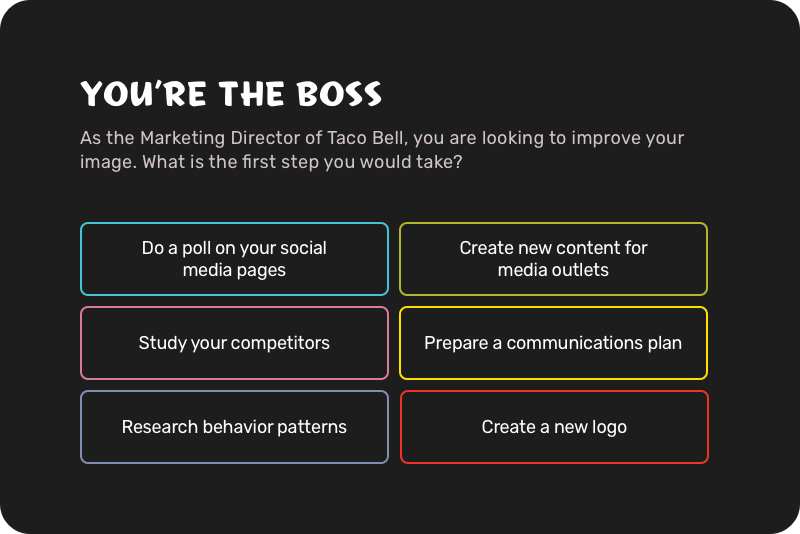 YOU'RE THE BOSS
As the Marketing Director of Taco Bell, you are looking to improve your
image. What is the first step you would take?
Do a poll on your social
media pages
Create new content for
media outlets
Study your competitors
Prepare a communications plan
Research behavior patterns
Create a new logo